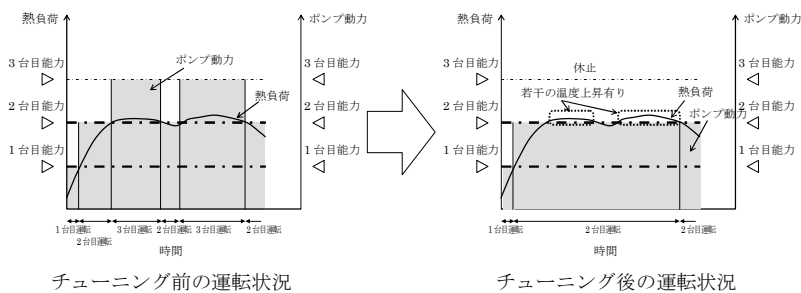 熱負荷
ポンプ動力
3台目能力
2台目能力
1台目能力
ポンプ動力
熱負荷
3台目能力
2台目能力
1台目能力
1台目運転
2台目運転
3台目運転
2台目運転
3台目運転
2台目運転
時間
チューニング前の運転状況
熱負荷
ポンプ動力
3台目能力
2台目能力
1台目能力
休止
若干の温度上昇有り
熱負荷
ポンプ動力
3台目能力
2台目能力
1台目能力
1台目運転
2台目運転
2台目運転
時間
チューニング後の運転状況